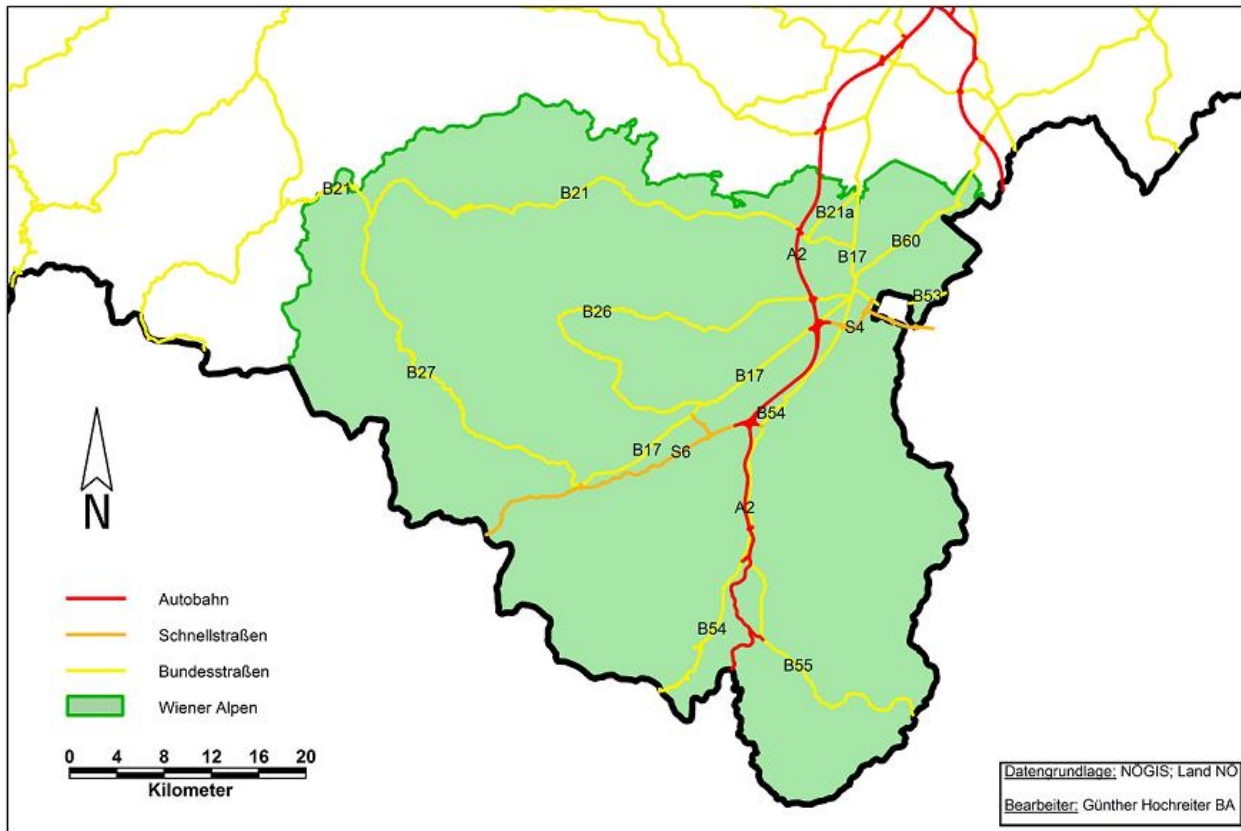 B21
B21
B21a
A2
B17
B60
B53
B26
S4
B27
B17
B54
B17
S6
A2
B54
B55
N
Autobahn
Schnellstraßen
Bundesstraßen
Wiener Alpen
0 4 8 12 16 20
Kilometer
Datengrundlage: NÖGIS; Land NÖ
Bearbeiter: Günther Hochreiter BA